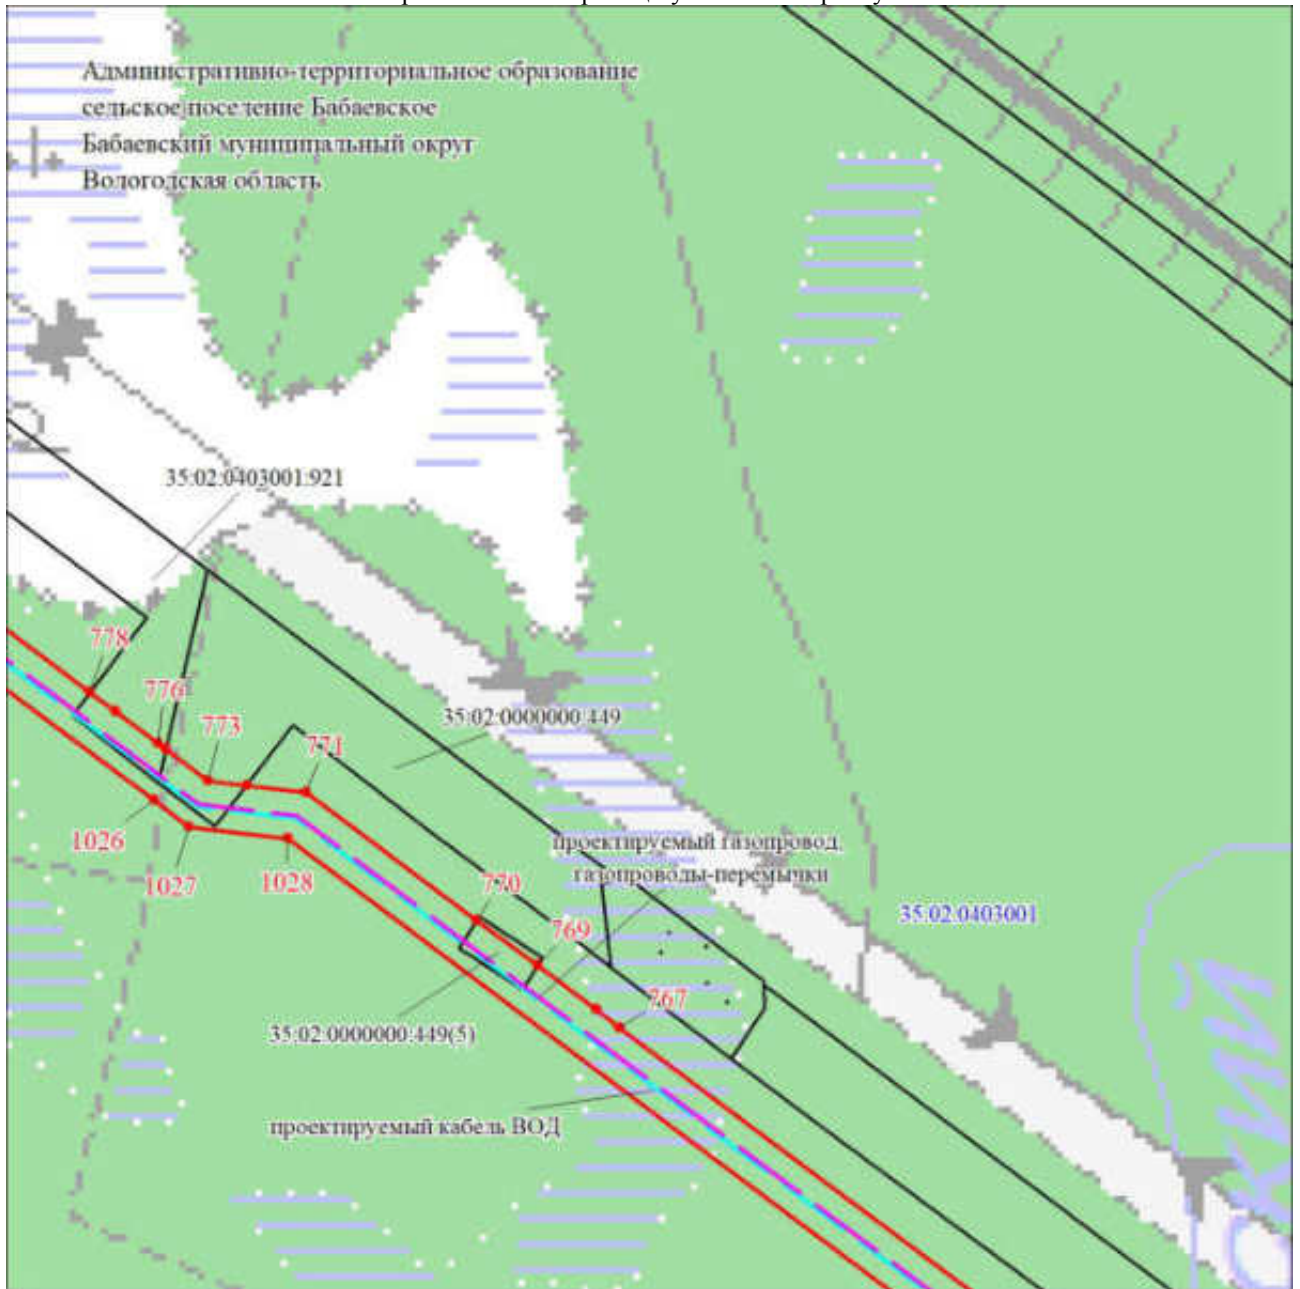 Административно-территориальное образование
сельское поселение Бабаевское
Бабаевский муниципальный округ
Вологодская область
35:02:0403001:921
778
776
773
35:02:0000000:449
771
1026
1027
1028
проектируемый газопровод,
газопроводы-перемычки
770
769
35:02:0403001
767
35:02:0000000:449(5)
проектируемый кабель ВОД
кий